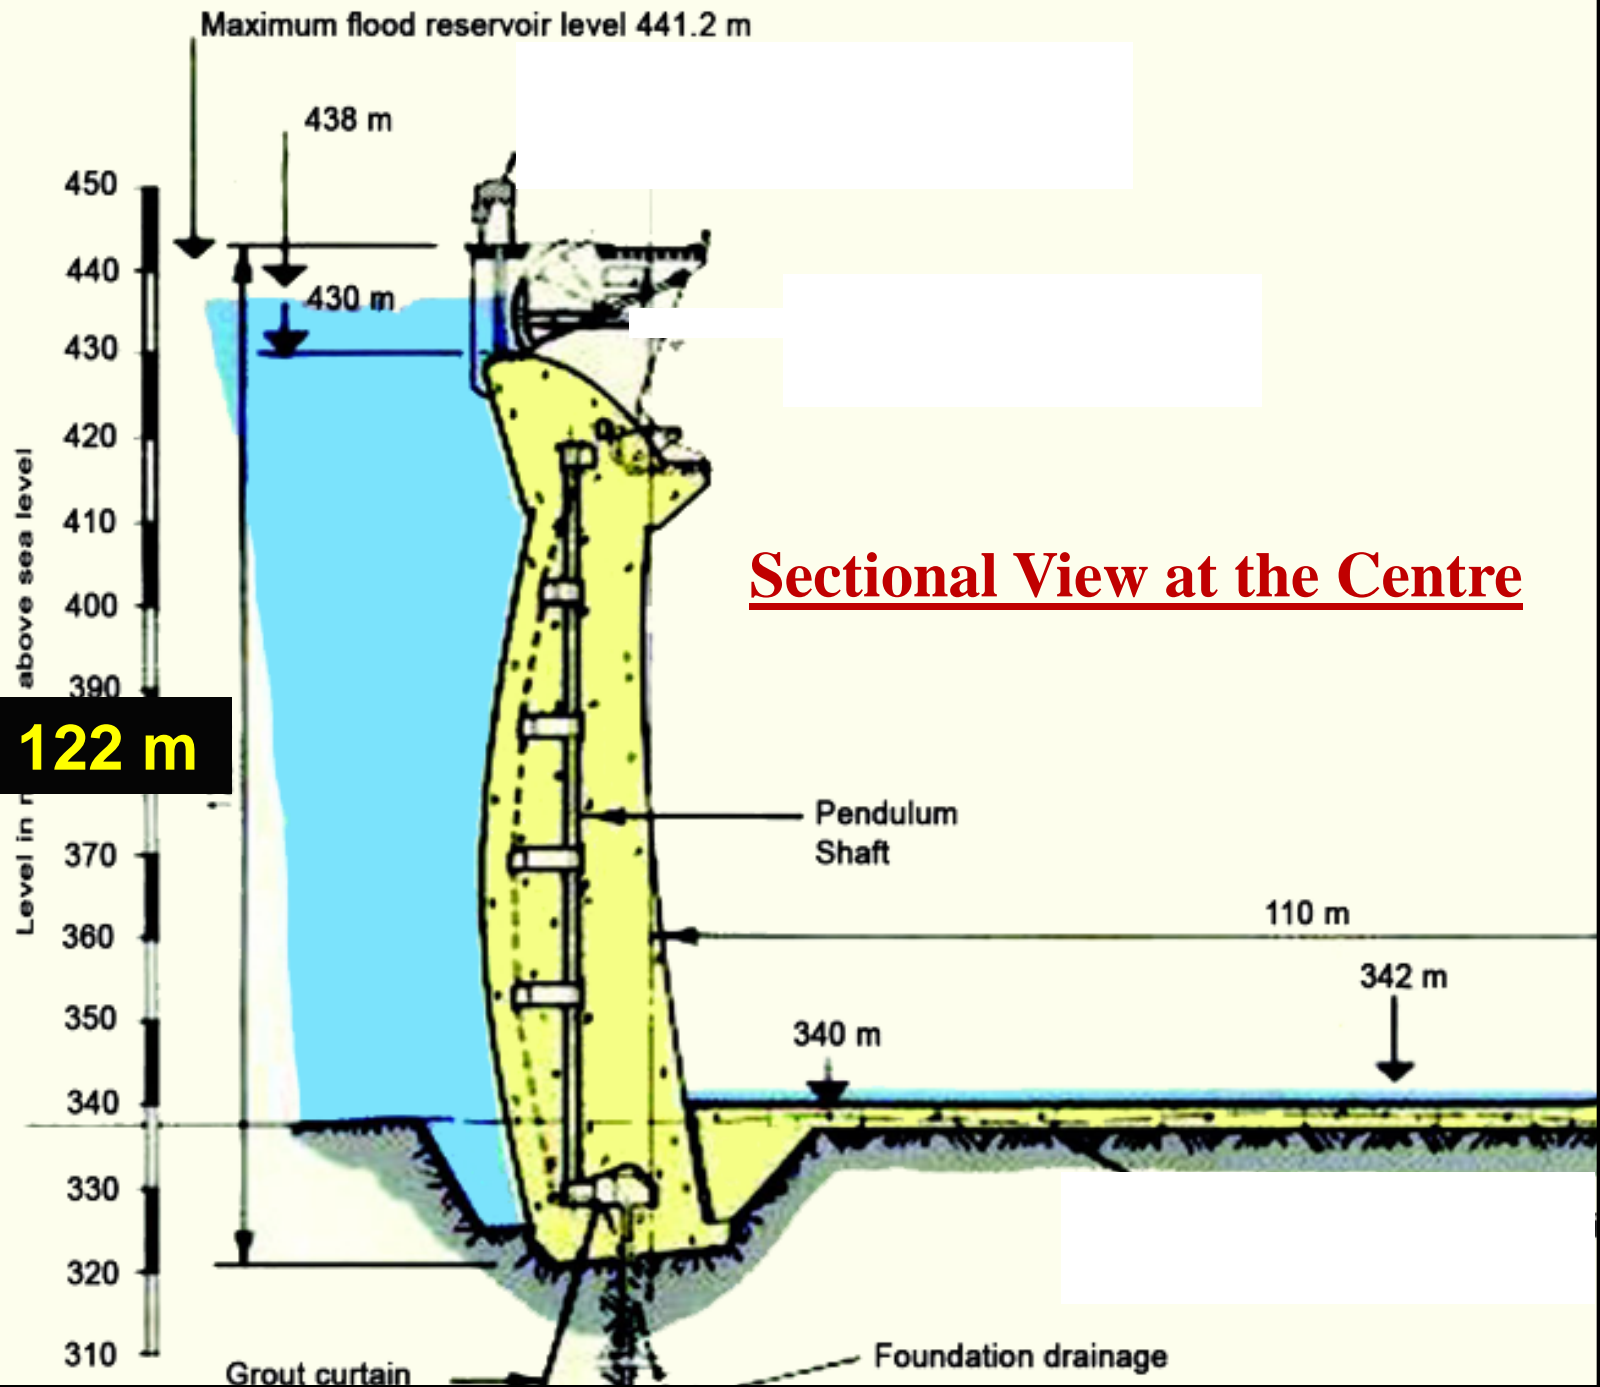 Maximum flood reservoir level 441.2 m
438 m
450
440
430 m
430
420
410
Sectional View at the Centre
400
390
122 m
Level in
above sea level
Pendulum
Shaft
370
110 m
360
342 m
350
340 m
340
330
320
310
Foundation drainage
Grout curtain